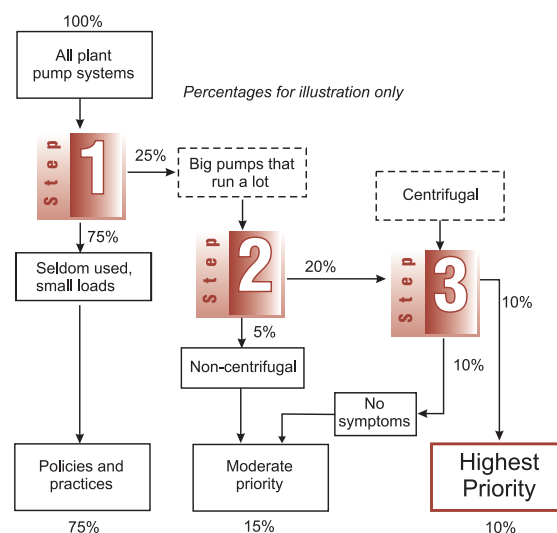 100%
All plant
pump systems
Percentages for illustration only
Step 1
25%
Big pumps that
run a lot
Centrifugal
75%
Seldom used,
small loads
Step 2
20%
Step 3
10%
5%
Non-centrifugal
10%
No
symptoms
Policies and
practices
Moderate
priority
Highest
Priority
75%
15%
10%